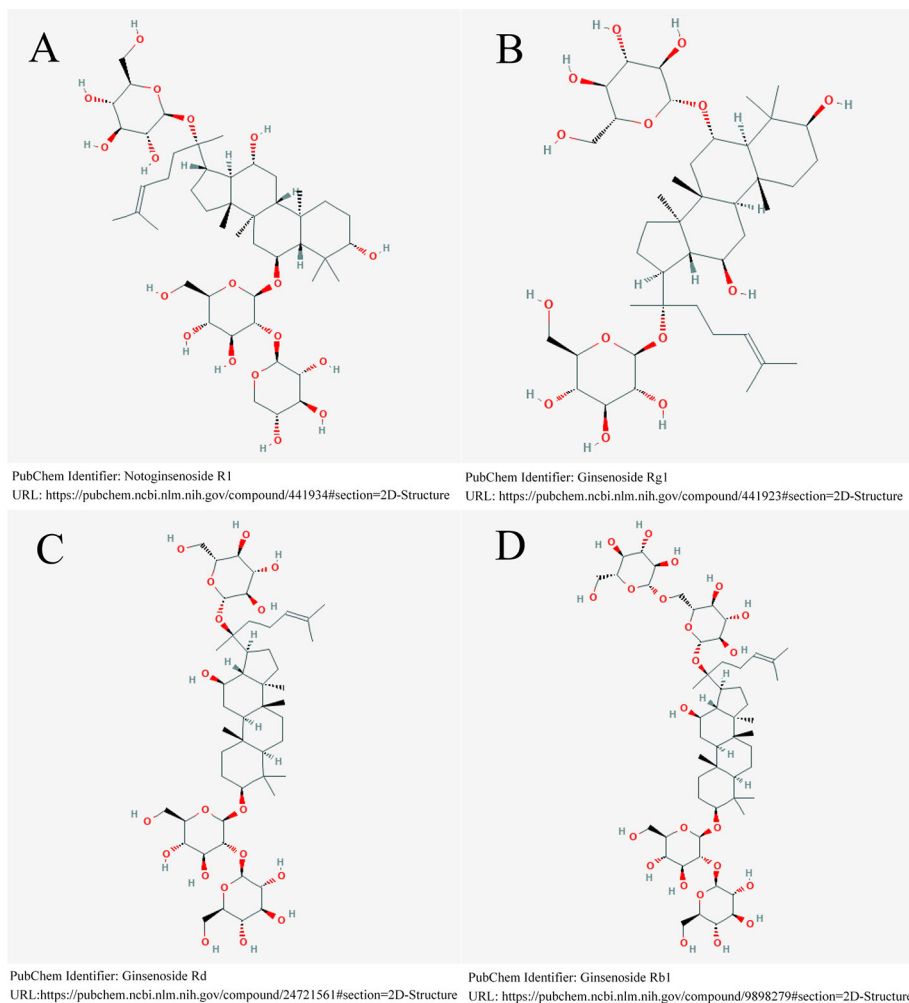 A
B
PubChem Identifier: Notoginsenoside R1
URL: https://pubchem.ncbi.nlm.nih.gov/compound/441934#section=2D-Structure
PubChem Identifier: Ginsenoside Rg1
URL: https://pubchem.ncbi.nlm.nih.gov/compound/441923#section=2D-Structure
C
D
PubChem Identifier: Ginsenoside Rd
URL:https://pubchem.ncbi.nlm.nih.gov/compound/24721561#section=2D-Structure
PubChem Identifier: Ginsenoside Rb1
URL: https://pubchem.ncbi.nlm.nih.gov/compound/9898279#section=2D-Structure